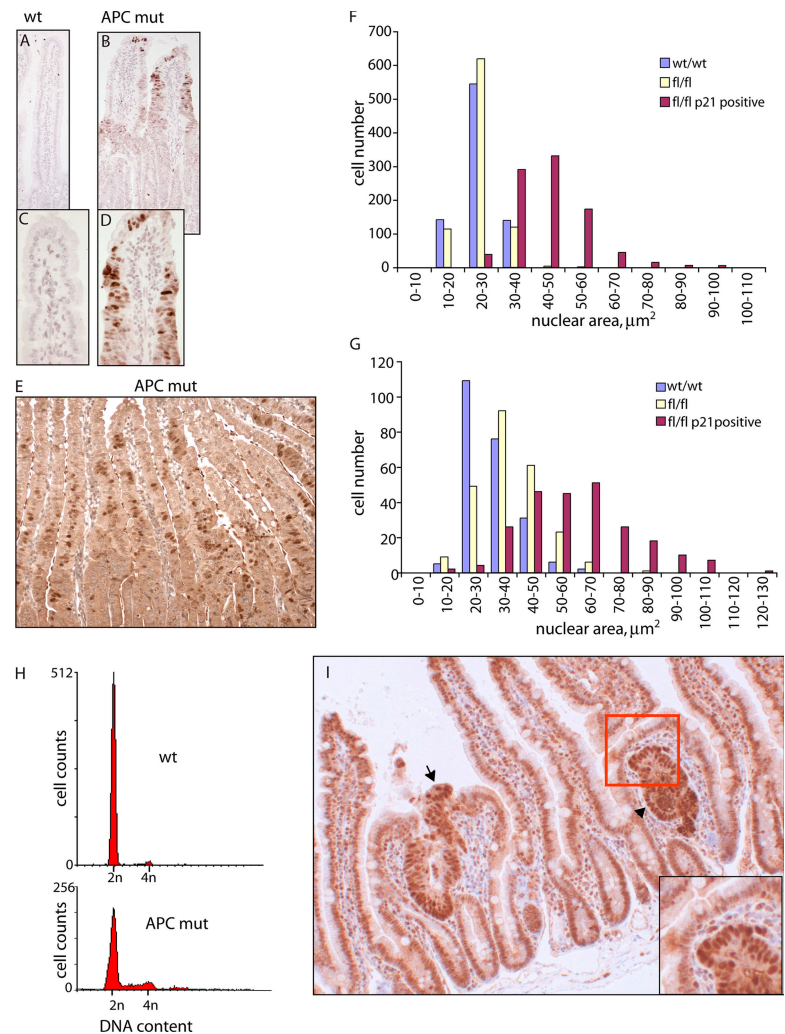 wt
APC mut
A
B
C
D
E
APC mut
F
cell number
700
600
500
400
300
200
100
0
wt/wt
fl/fl
fl/fl p21 positive
0-10
10-20
20-30
30-40
40-50
50-60
60-70
70-80
80-90
90-100
100-110
nuclear area, μm²
G
cell number
120
100
80
60
40
20
0
wt/wt
fl/fl
fl/fl p21positive
0-10
10-20
20-30
30-40
40-50
50-60
60-70
70-80
80-90
90-100
100-110
110-120
120-130
nuclear area, μm²
H
512
cell counts
wt
0
2n
4n
256
cell counts
APC mut
0
2n
4n
DNA content
I